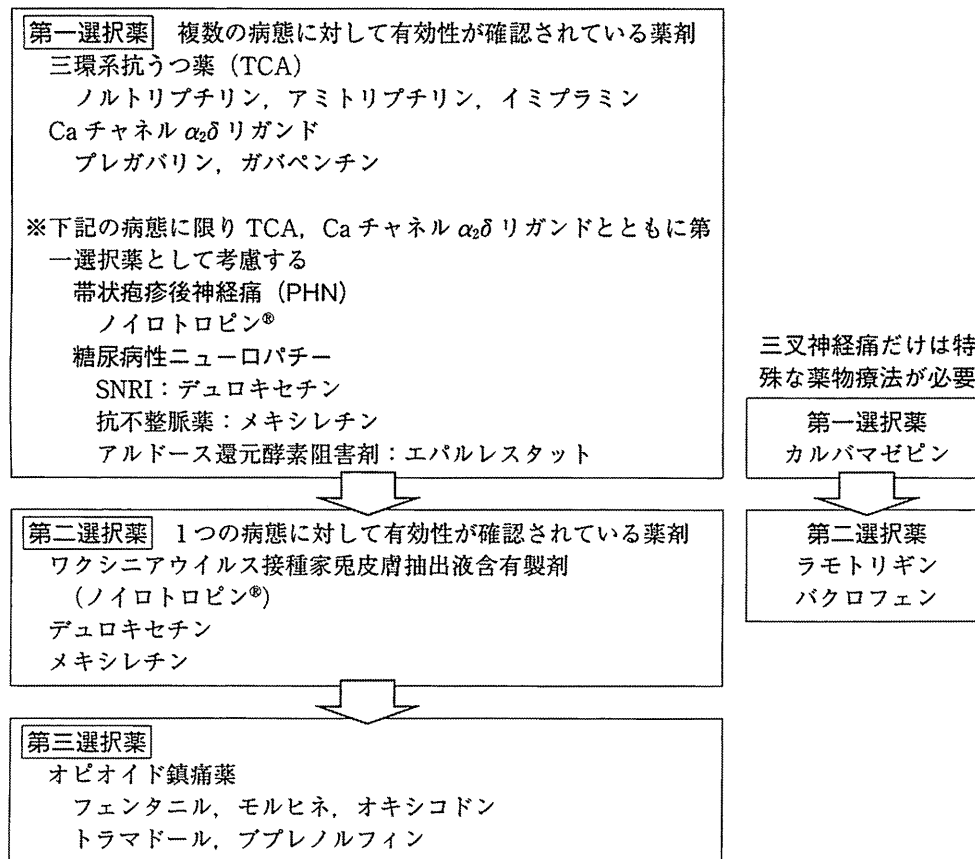 第一選択薬 複数の病態に対して有効性が確認されている薬剤
三環系抗うつ薬（TCA）
ノルトリプチリン，アミトリプチリン，イミプラミン
Ca チャネル α₂δ リガンド
プレガバリン，ガバペンチン
※下記の病態に限り TCA，Ca チャネル α₂δ リガンドとともに第
一選択薬として考慮する
帯状疱疹後神経痛（PHN）
ノイロトロピン®
糖尿病性ニューロパチー
SNRI：デュロキセチン
抗不整脈薬：メキシレチン
アルドース還元酵素阻害剤：エパルレスタット
第二選択薬 1つの病態に対して有効性が確認されている薬剤
ワクシニアウイルス接種家兎皮膚抽出液含有製剤
（ノイロトロピン®）
デュロキセチン
メキシレチン
第三選択薬
オピオイド鎮痛薬
フェンタニル，モルヒネ，オキシコドン
トラマドール，ブプレノルフィン
三叉神経痛だけは特
殊な薬物療法が必要
第一選択薬
カルバマゼピン
第二選択薬
ラモトリギン
バクロフェン